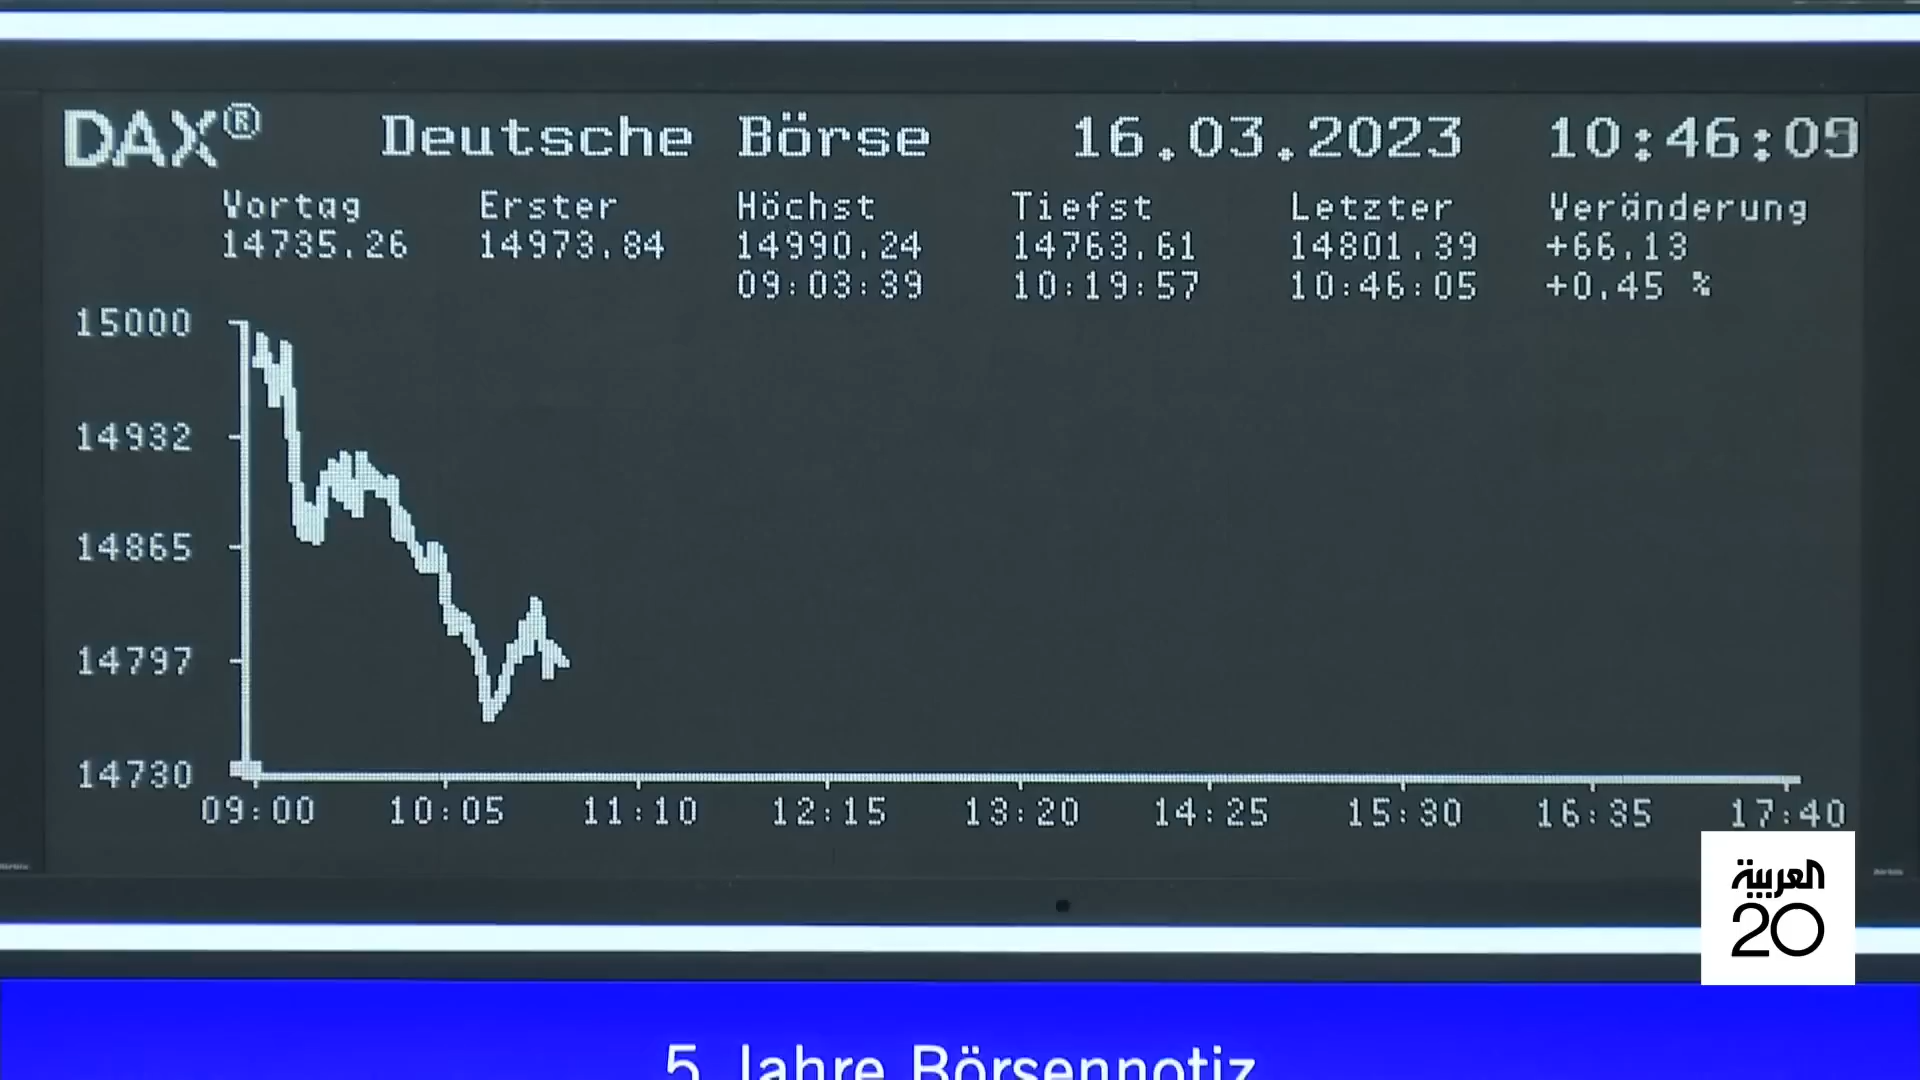 DAX® Deutsche Börse 16.03.2023 10:46:09
Vortag Erster Höchst Tiefst Letzter Veränderung
14735.26 14973.84 14990.24 14763.61 14801.39 +66.13
09:03:39 10:19:57 10:46:05 +0.45 %
15000
14932
14865
14797
14730
09:00 10:05 11:10 12:15 13:20 14:25 15:30 16:35 17:40
العربية
20
5 Jahre Börsennotiz